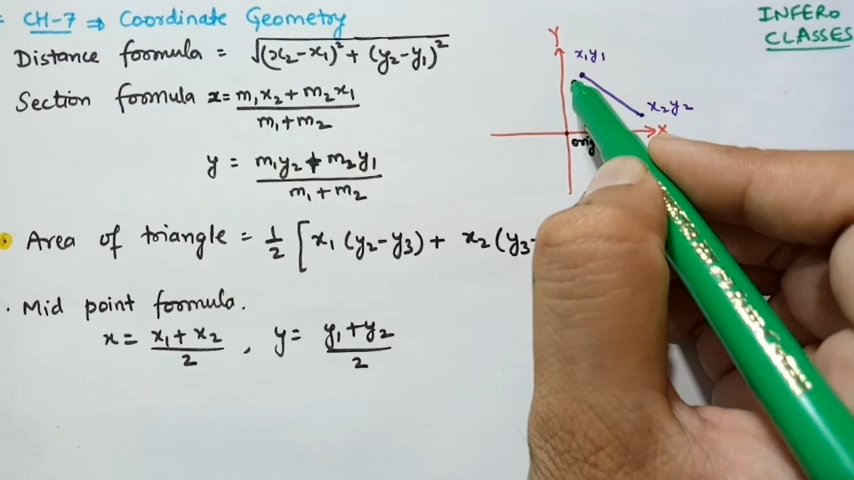 CH-7 ⇒ Coordinate Geometry
INFERO
CLASSES
Distance formula = √(x₂-x₁)² + (y₂-y₁)²
Section formula x = m₁x₂ + m₂x₁ / m₁+m₂
y = m₁y₂ + m₂y₁ / m₁+m₂
Area of triangle = 1/2 [x₁(y₂-y₃) + x₂(y₃-
Mid point formula.
x = x₁+x₂ / 2 , y = y₁+y₂ / 2
Y
x₁y₁
x₂y₂
X